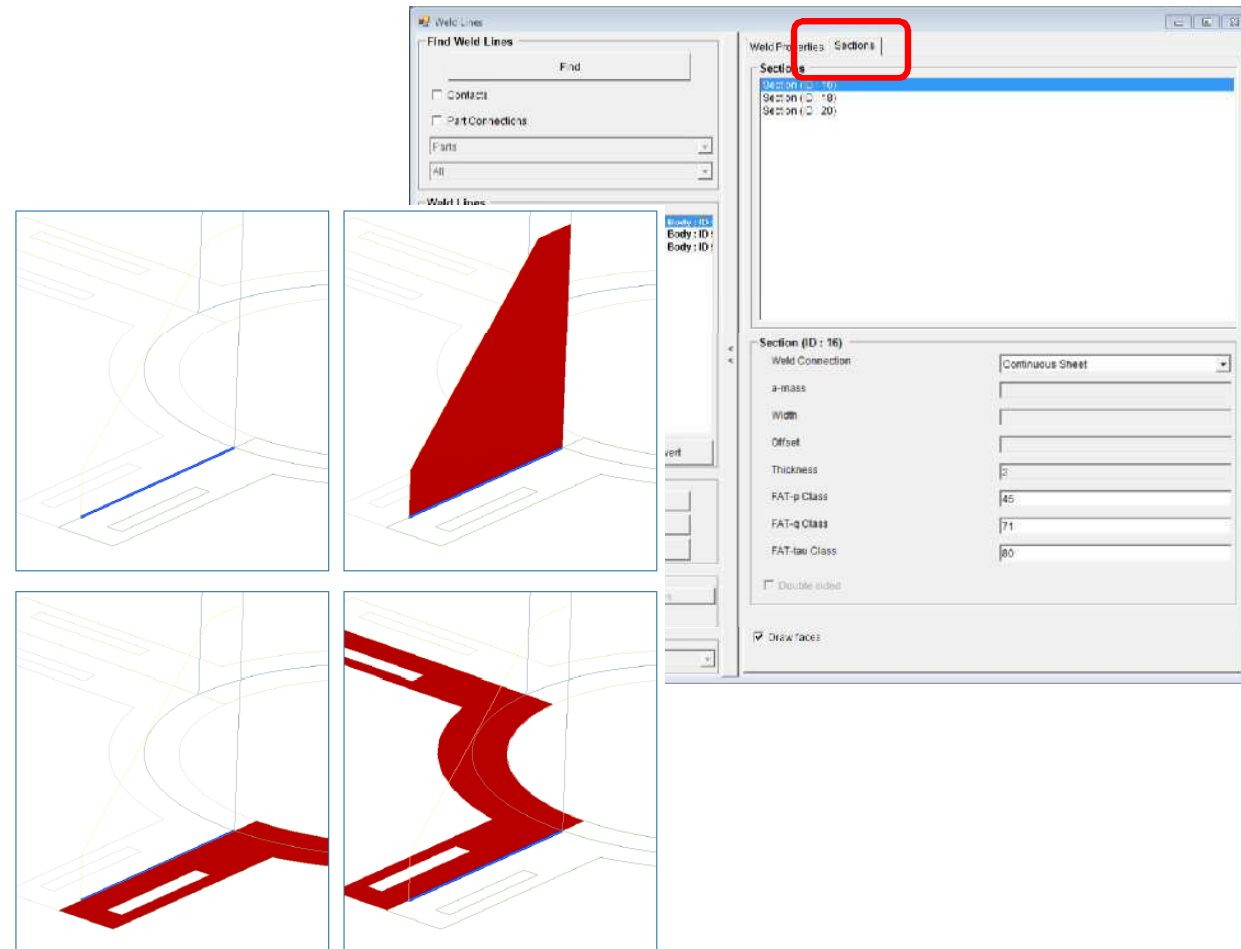 Weld Lines
Find Weld Lines
Find
Contacts
Part Connections
Parts
All
Weld Lines
Body : ID
Body : ID
Body : ID
vert
Weld Properties
Sections
Sections
Section (ID : 16)
Section (ID : 18)
Section (ID : 20)
<
<
Section (ID : 16)
Weld Connection
Continuous Sheet
a-mass
Width
Offset
Thickness
2
FAT-p Class
45
FAT-q Class
71
FAT-tau Class
80
Double sided
Draw faces